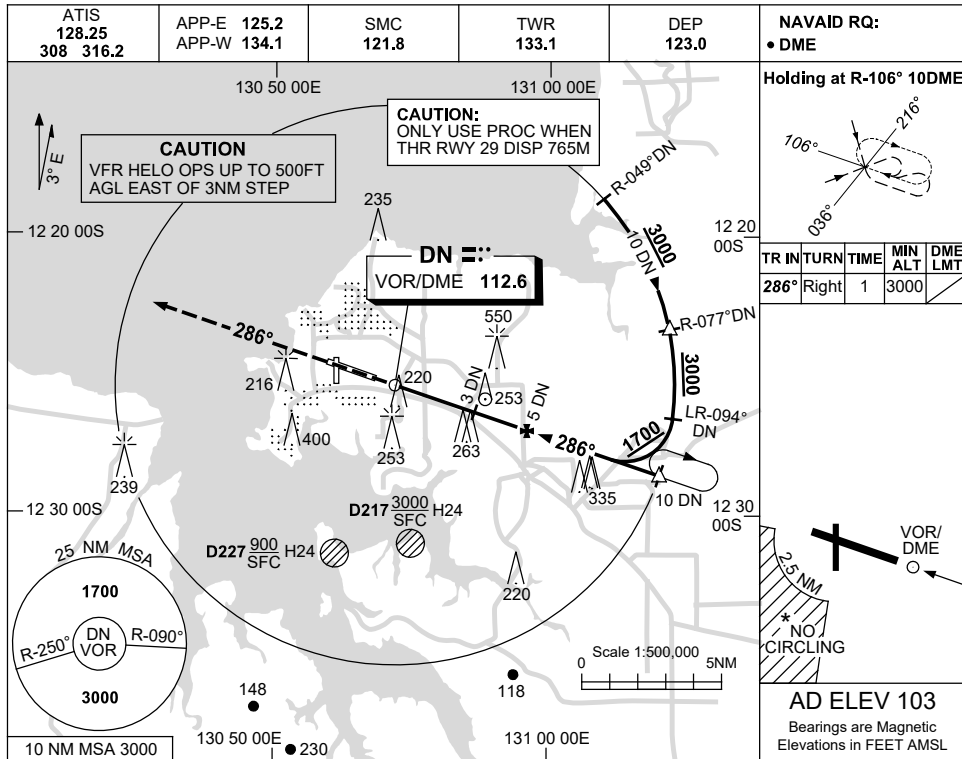 ATIS
128.25
308 316.2
APP-E 125.2
APP-W 134.1
SMC
121.8
TWR
133.1
DEP
123.0
NAVAID RQ:
• DME
130 50 00E
131 00 00E
3° E
CAUTION
VFR HELO OPS UP TO 500FT
AGL EAST OF 3NM STEP
CAUTION:
ONLY USE PROC WHEN
THR RWY 29 DISP 765M
R-049°DN
3000
10 DN
12 20 00S
12 20
00S
235
DN
VOR/DME 112.6
R-077°DN
286°
550
3000
216
220
3 DN
253
5 DN
LR-094°
DN
1700
400
253
263
286°
335
10 DN
239
12 30 00S
12 30
00S
D217 3000 H24
SFC
D227 900 H24
SFC
220
25 NM MSA
1700
R-250°
DN
VOR
R-090°
3000
10 NM MSA 3000
148
230
118
Scale 1:500,000
0
5NM
130 50 00E
131 00 00E
Holding at R-106° 10DME
216°
106°
036°
TR IN TURN TIME MIN ALT DME LMT
286° Right 1 3000
VOR/
DME
2.5 NM
* NO
CIRCLING
AD ELEV 103
Bearings are Magnetic
Elevations in FEET AMSL